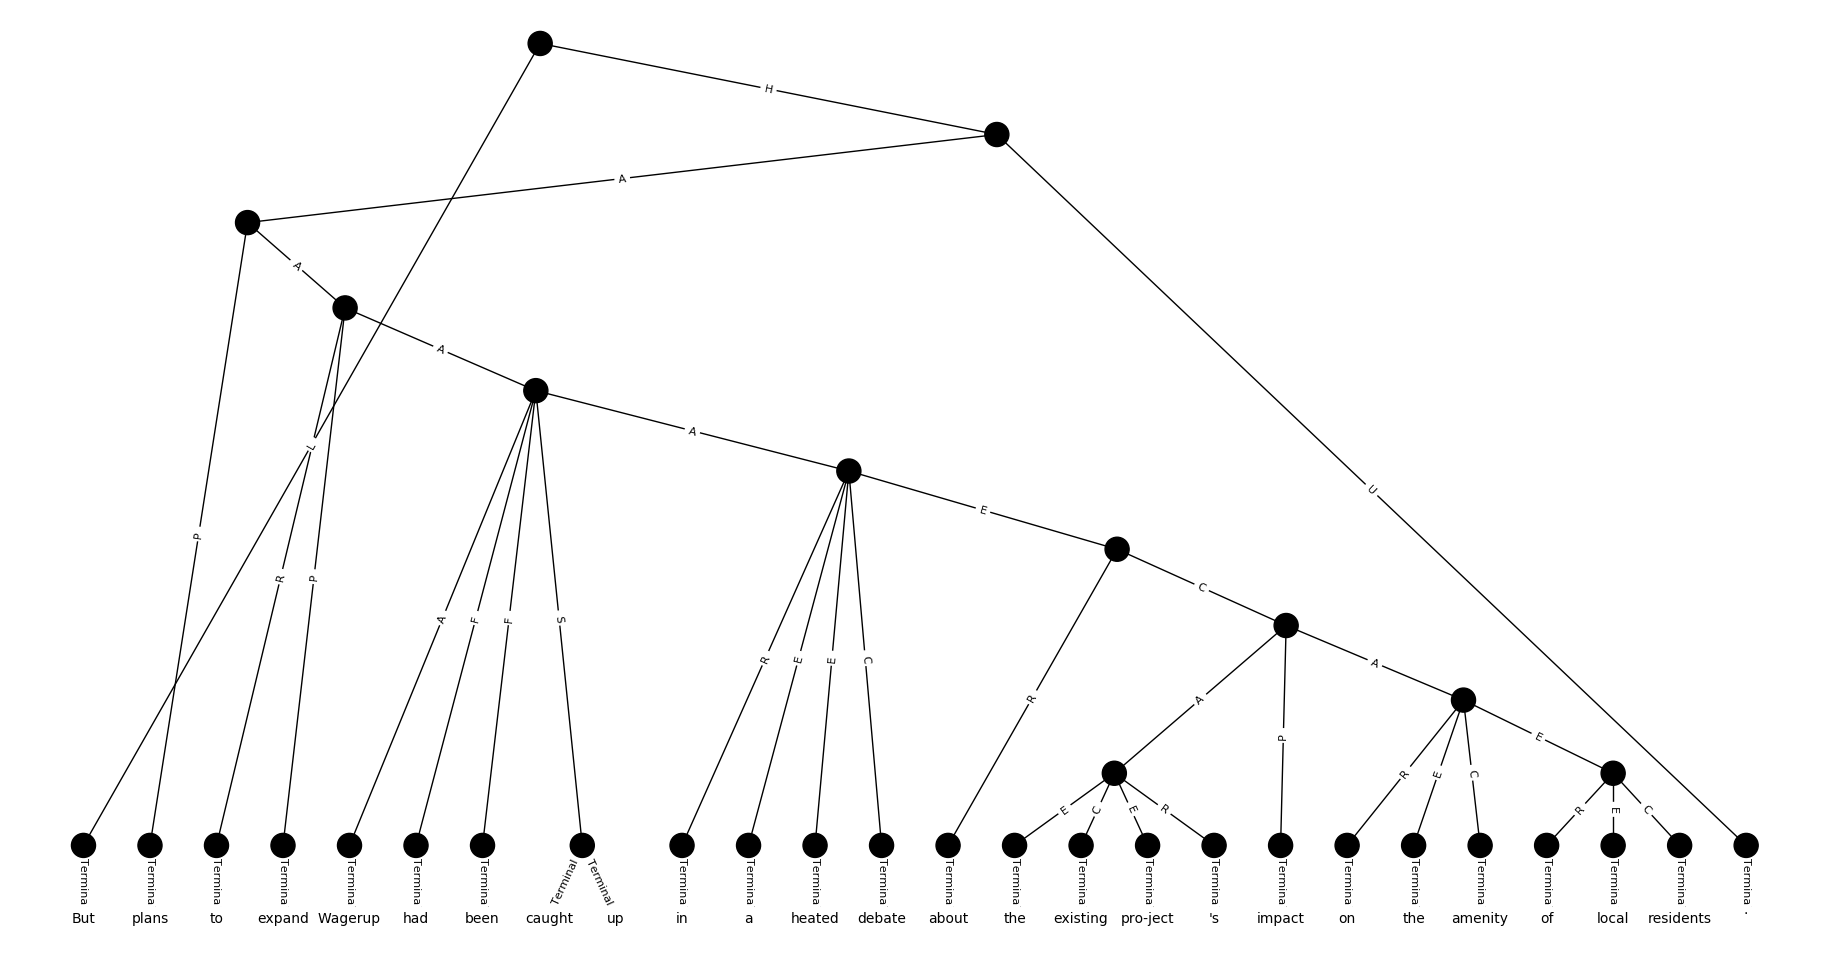 H
A
A
A
L
A
E
U
P
C
R
P
A
F
F
S
R
E
E
C
A
R
A
P
E
R
E
C
E
C
E
R
R
E
C
Termina Termina Termina Termina Termina Termina Termina Terminal Terminal Termina Termina Termina Termina Termina Termina Termina Termina Termina Termina Termina Termina Termina Termina Termina Termina Termina
But plans to expand Wagerup had been caught up in a heated debate about the existing pro-ject 's impact on the amenity of local residents .